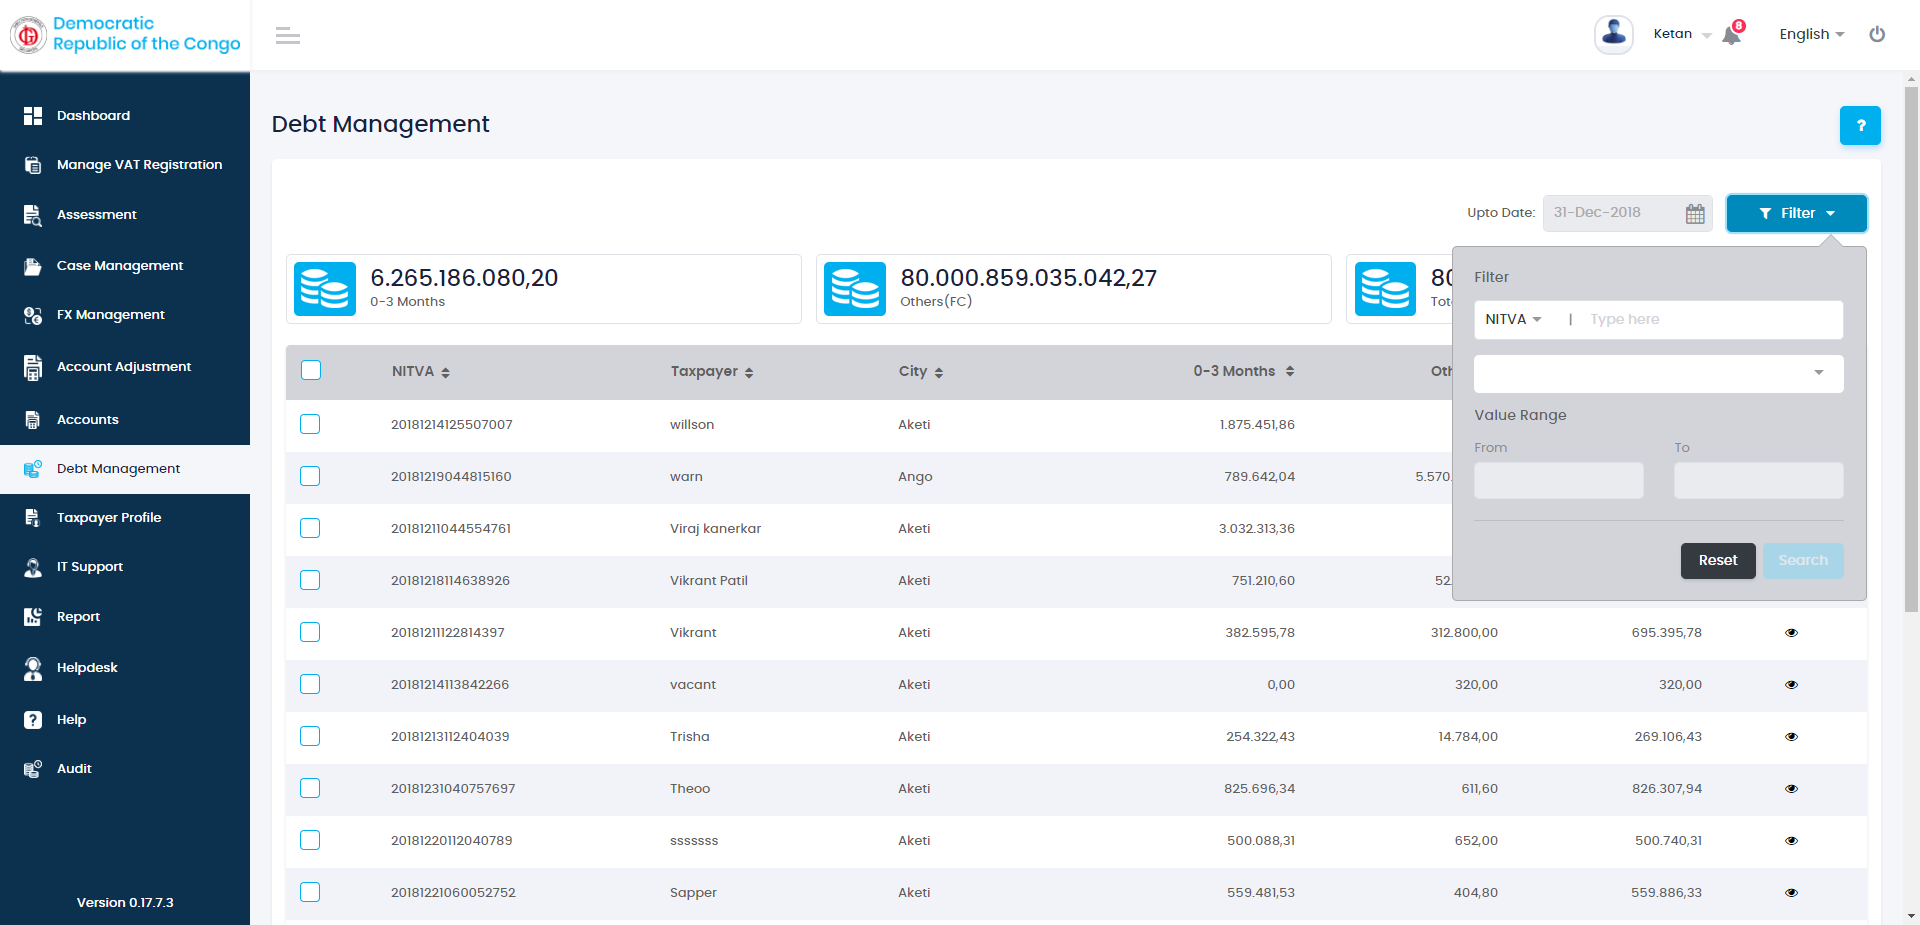 Democratic
Republic of the Congo
Ketan
8
English
Dashboard
Manage VAT Registration
Assessment
Case Management
FX Management
Account Adjustment
Accounts
Debt Management
Taxpayer Profile
IT Support
Report
Helpdesk
Help
Audit
Version 0.17.7.3
Debt Management
?
Upto Date: 31-Dec-2018
Filter
6.265.186.080,20
0-3 Months
80.000.859.035.042,27
Others(FC)
Filter
NITVA | Type here
Value Range
From To
Reset Search
NITVA Taxpayer City 0-3 Months
20181214125507007 willson Aketi 1.875.451,86
20181219044815160 warn Ango 789.642,04
20181211044554761 Viraj kanerkar Aketi 3.032.313,36
20181218114638926 Vikrant Patil Aketi 751.210,60
20181211122814397 Vikrant Aketi 382.595,78 312.800,00 695.395,78
20181214113842266 vacant Aketi 0,00 320,00 320,00
20181213112404039 Trisha Aketi 254.322,43 14.784,00 269.106,43
20181231040757697 Theoo Aketi 825.696,34 611,60 826.307,94
20181220112040789 sssssss Aketi 500.088,31 652,00 500.740,31
20181221060052752 Sapper Aketi 559.481,53 404,80 559.886,33